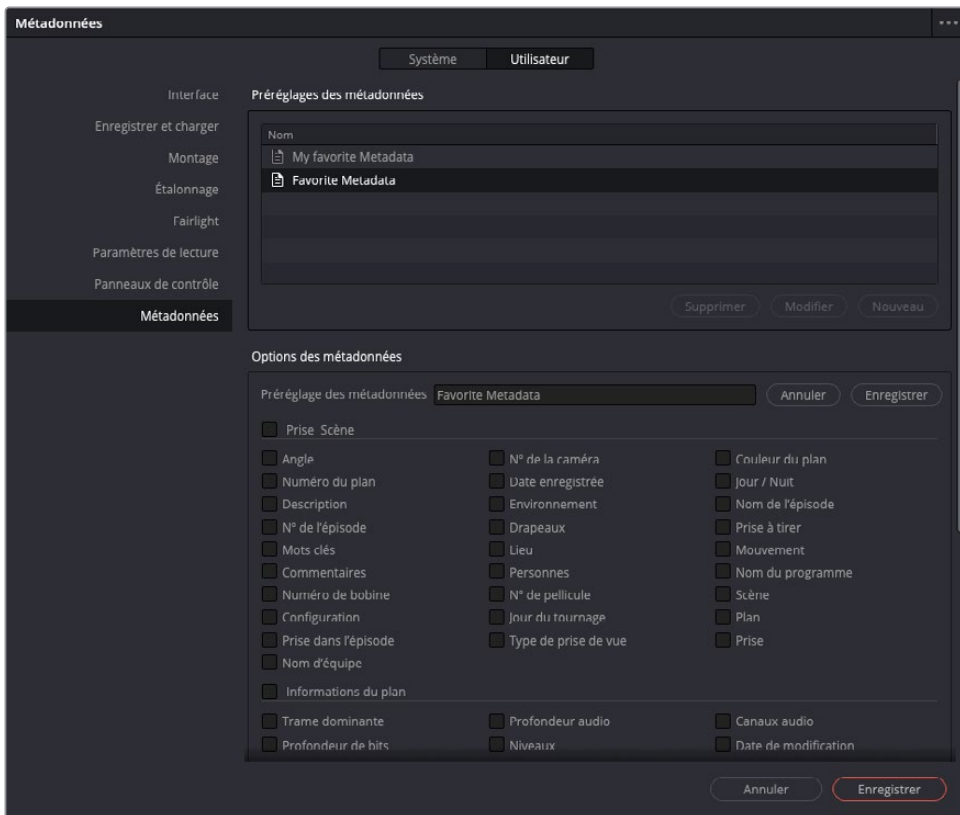 Métadonnées
Système Utilisateur
Interface
Enregistrer et charger
Montage
Étalonnage
Fairlight
Paramètres de lecture
Panneaux de contrôle
Métadonnées
Préréglages des métadonnées
Nom
My favorite Metadata
Favorite Metadata
Supprimer Modifier Nouveau
Options des métadonnées
Préréglage des métadonnées Favorite Metadata Annuler Enregistrer
Prise Scène
Angle N° de la caméra Couleur du plan
Numéro du plan Date enregistrée Jour / Nuit
Description Environnement Nom de l'épisode
N° de l'épisode Drapeaux Prise à tirer
Mots clés Lieu Mouvement
Commentaires Personnes Nom du programme
Numéro de bobine N° de pellicule Scène
Configuration Jour du tournage Plan
Prise dans l'épisode Type de prise de vue Prise
Nom d'équipe
Informations du plan
Trame dominante Profondeur audio Canaux audio
Profondeur de bits Niveaux Date de modification
Annuler Enregistrer